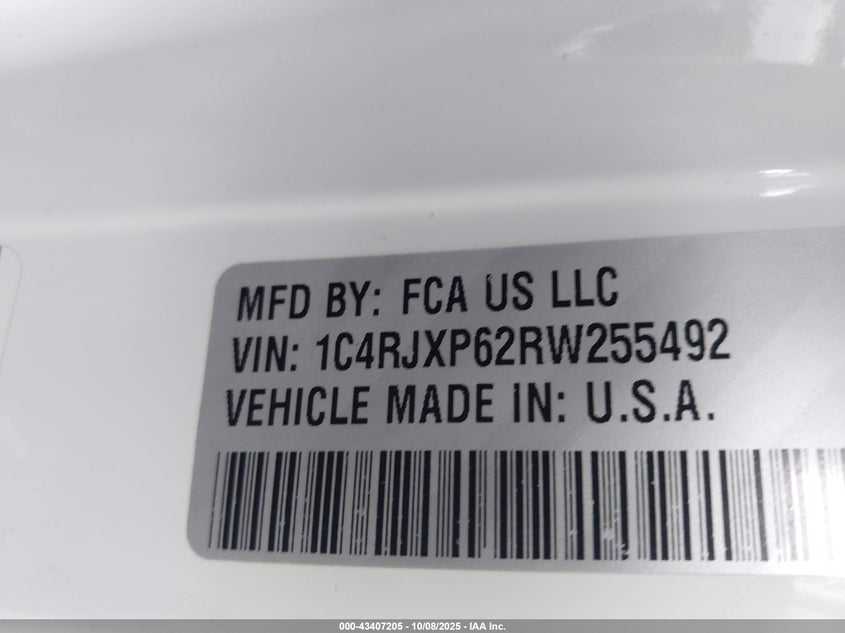 MFD BY: FCA US LLC
VIN: 1C4RJXP62RW255492
VEHICLE MADE IN: U.S.A.
000-43407205 - 10/08/2025 - IAA Inc.